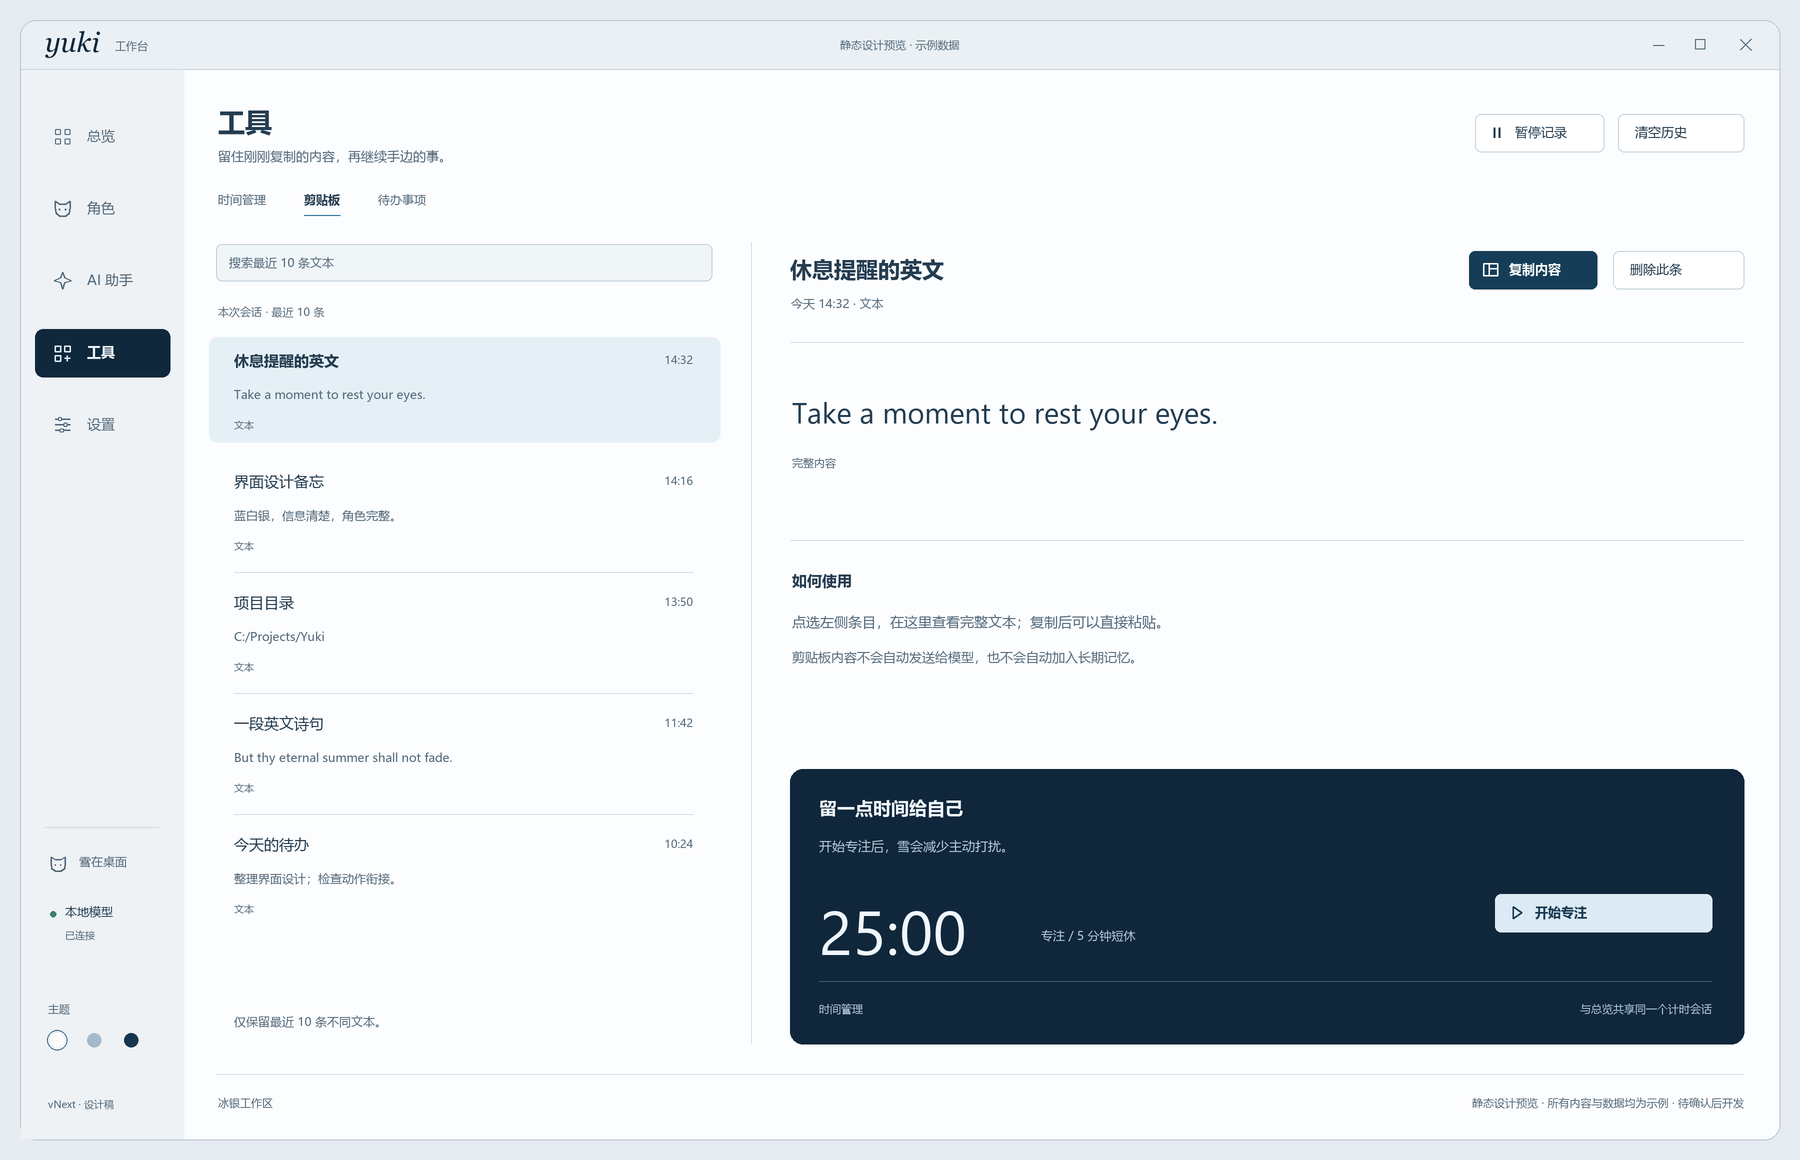 yuki 工作台
静态设计预览 · 示例数据
总览
角色
AI 助手
工具
设置
雪在桌面
本地模型
已连接
主题
vNext · 设计稿
工具
留住刚刚复制的内容，再继续手边的事。
暂停记录
清空历史
时间管理
剪贴板
待办事项
搜索最近 10 条文本
本次会话 · 最近 10 条
休息提醒的英文
14:32
Take a moment to rest your eyes.
文本
界面设计备忘
14:16
蓝白银，信息清楚，角色完整。
文本
项目目录
13:50
C:/Projects/Yuki
文本
一段英文诗句
11:42
But thy eternal summer shall not fade.
文本
今天的待办
10:24
整理界面设计；检查动作衔接。
文本
仅保留最近 10 条不同文本。
休息提醒的英文
今天 14:32 · 文本
复制内容
删除此条
Take a moment to rest your eyes.
完整内容
如何使用
点选左侧条目，在这里查看完整文本；复制后可以直接粘贴。
剪贴板内容不会自动发送给模型，也不会自动加入长期记忆。
留一点时间给自己
开始专注后，雪会减少主动打扰。
25:00
专注 / 5 分钟短休
开始专注
时间管理
与总览共享同一个计时会话
冰银工作区
静态设计预览 · 所有内容与数据均为示例 · 待确认后开发